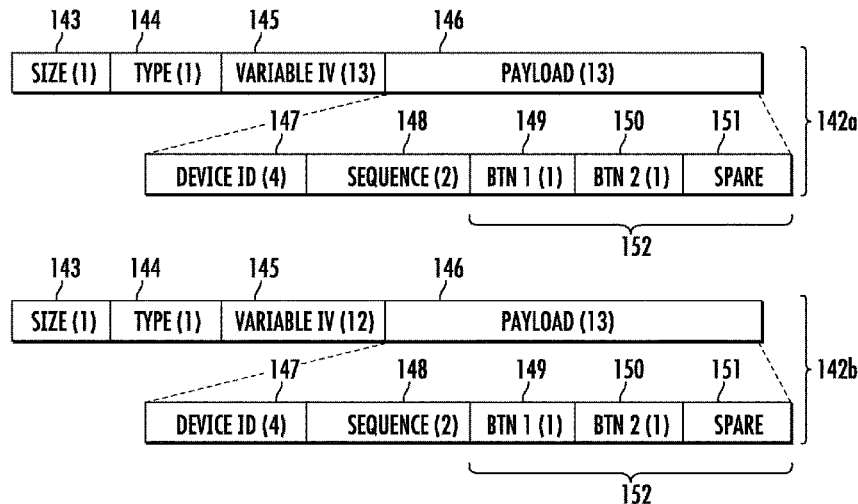 143 144 145 146
SIZE (1) TYPE (1) VARIABLE IV (13) PAYLOAD (13)
142a
147 148 149 150 151
DEVICE ID (4) SEQUENCE (2) BTN 1 (1) BTN 2 (1) SPARE
152
143 144 145 146
SIZE (1) TYPE (1) VARIABLE IV (12) PAYLOAD (13)
142b
147 148 149 150 151
DEVICE ID (4) SEQUENCE (2) BTN 1 (1) BTN 2 (1) SPARE
152